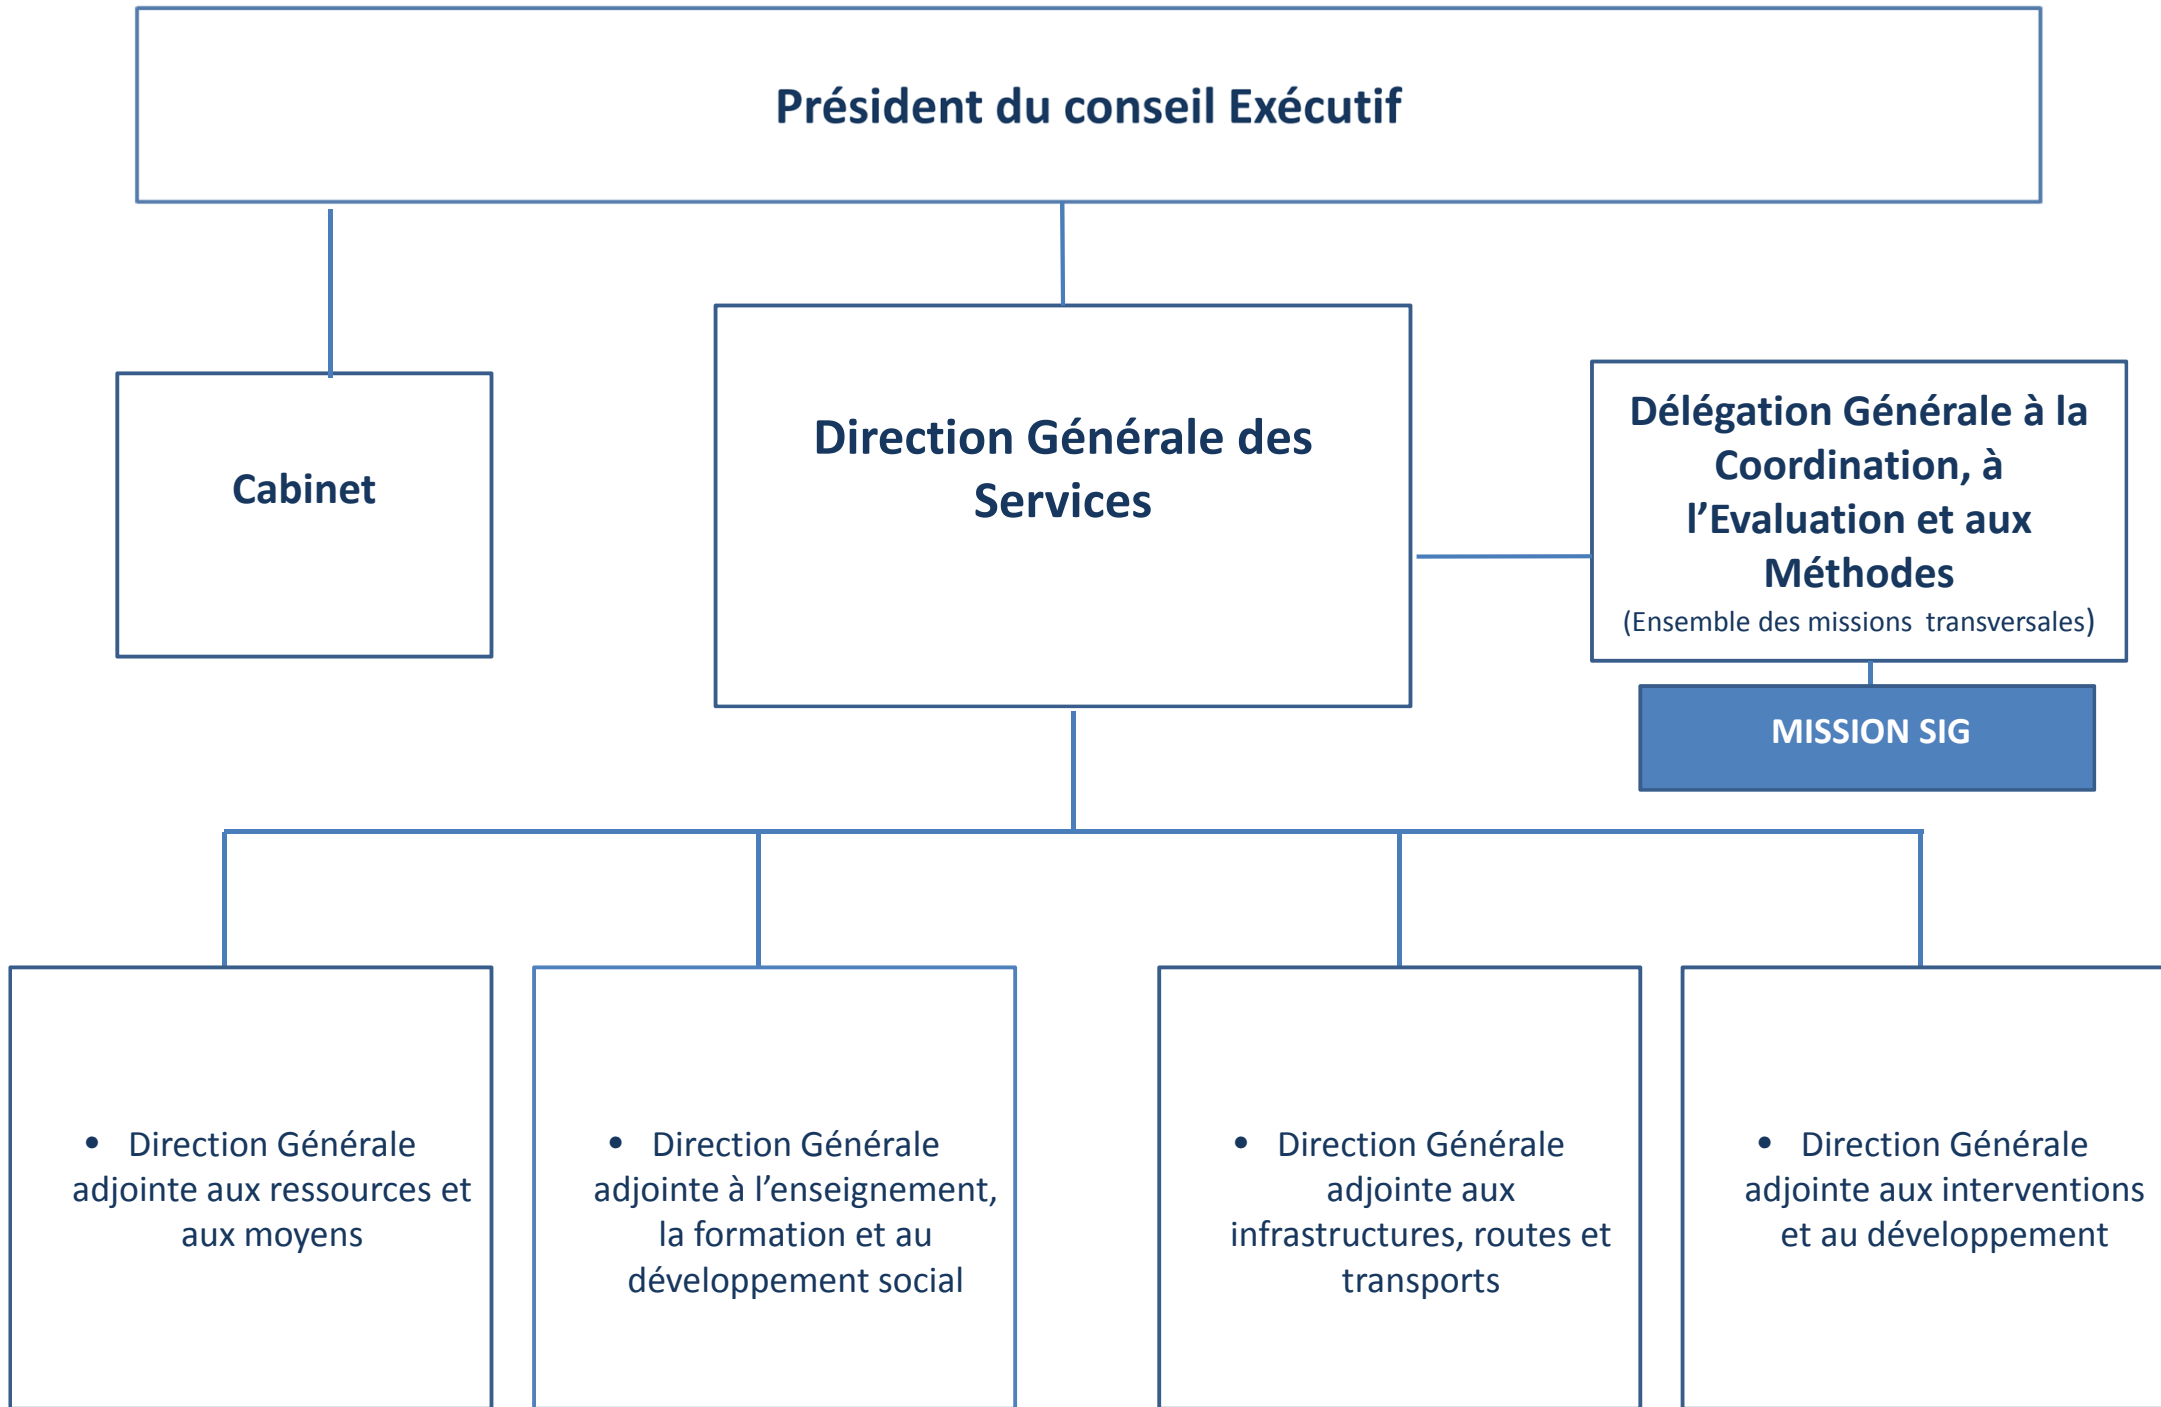 Président du conseil Exécutif
Cabinet
Direction Générale des
Services
Délégation Générale à la
Coordination, à
l’Evaluation et aux
Méthodes
(Ensemble des missions transversales)
MISSION SIG
• Direction Générale
adjointe aux ressources et
aux moyens
• Direction Générale
adjointe à l’enseignement,
la formation et au
développement social
• Direction Générale
adjointe aux
infrastructures, routes et
transports
• Direction Générale
adjointe aux interventions
et au développement